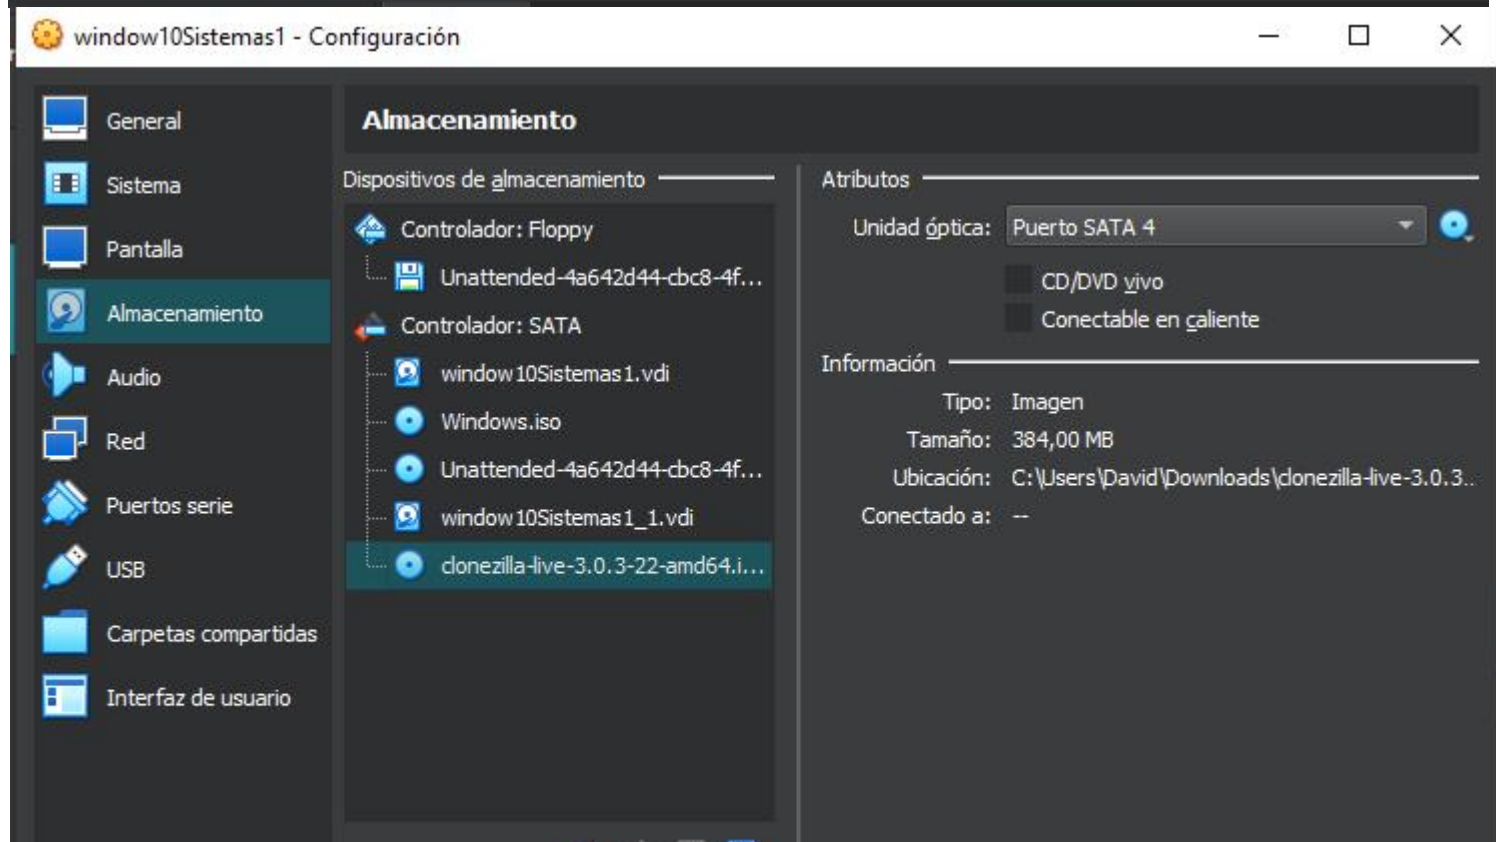 window10Sistemas1 - Configuración
General
Sistema
Pantalla
Almacenamiento
Audio
Red
Puertos serie
USB
Carpetas compartidas
Interfaz de usuario
Almacenamiento
Dispositivos de almacenamiento
Controlador: Floppy
Unattended-4a642d44-cbc8-4f...
Controlador: SATA
window10Sistemas1.vdi
Windows.iso
Unattended-4a642d44-cbc8-4f...
window10Sistemas1_1.vdi
clonezilla-live-3.0.3-22-amd64.i...
Atributos
Unidad óptica: Puerto SATA 4
CD/DVD vivo
Conectable en caliente
Información
Tipo: Imagen
Tamaño: 384,00 MB
Ubicación: C:\Users\David\Downloads\clonezilla-live-3.0.3..
Conectado a: --